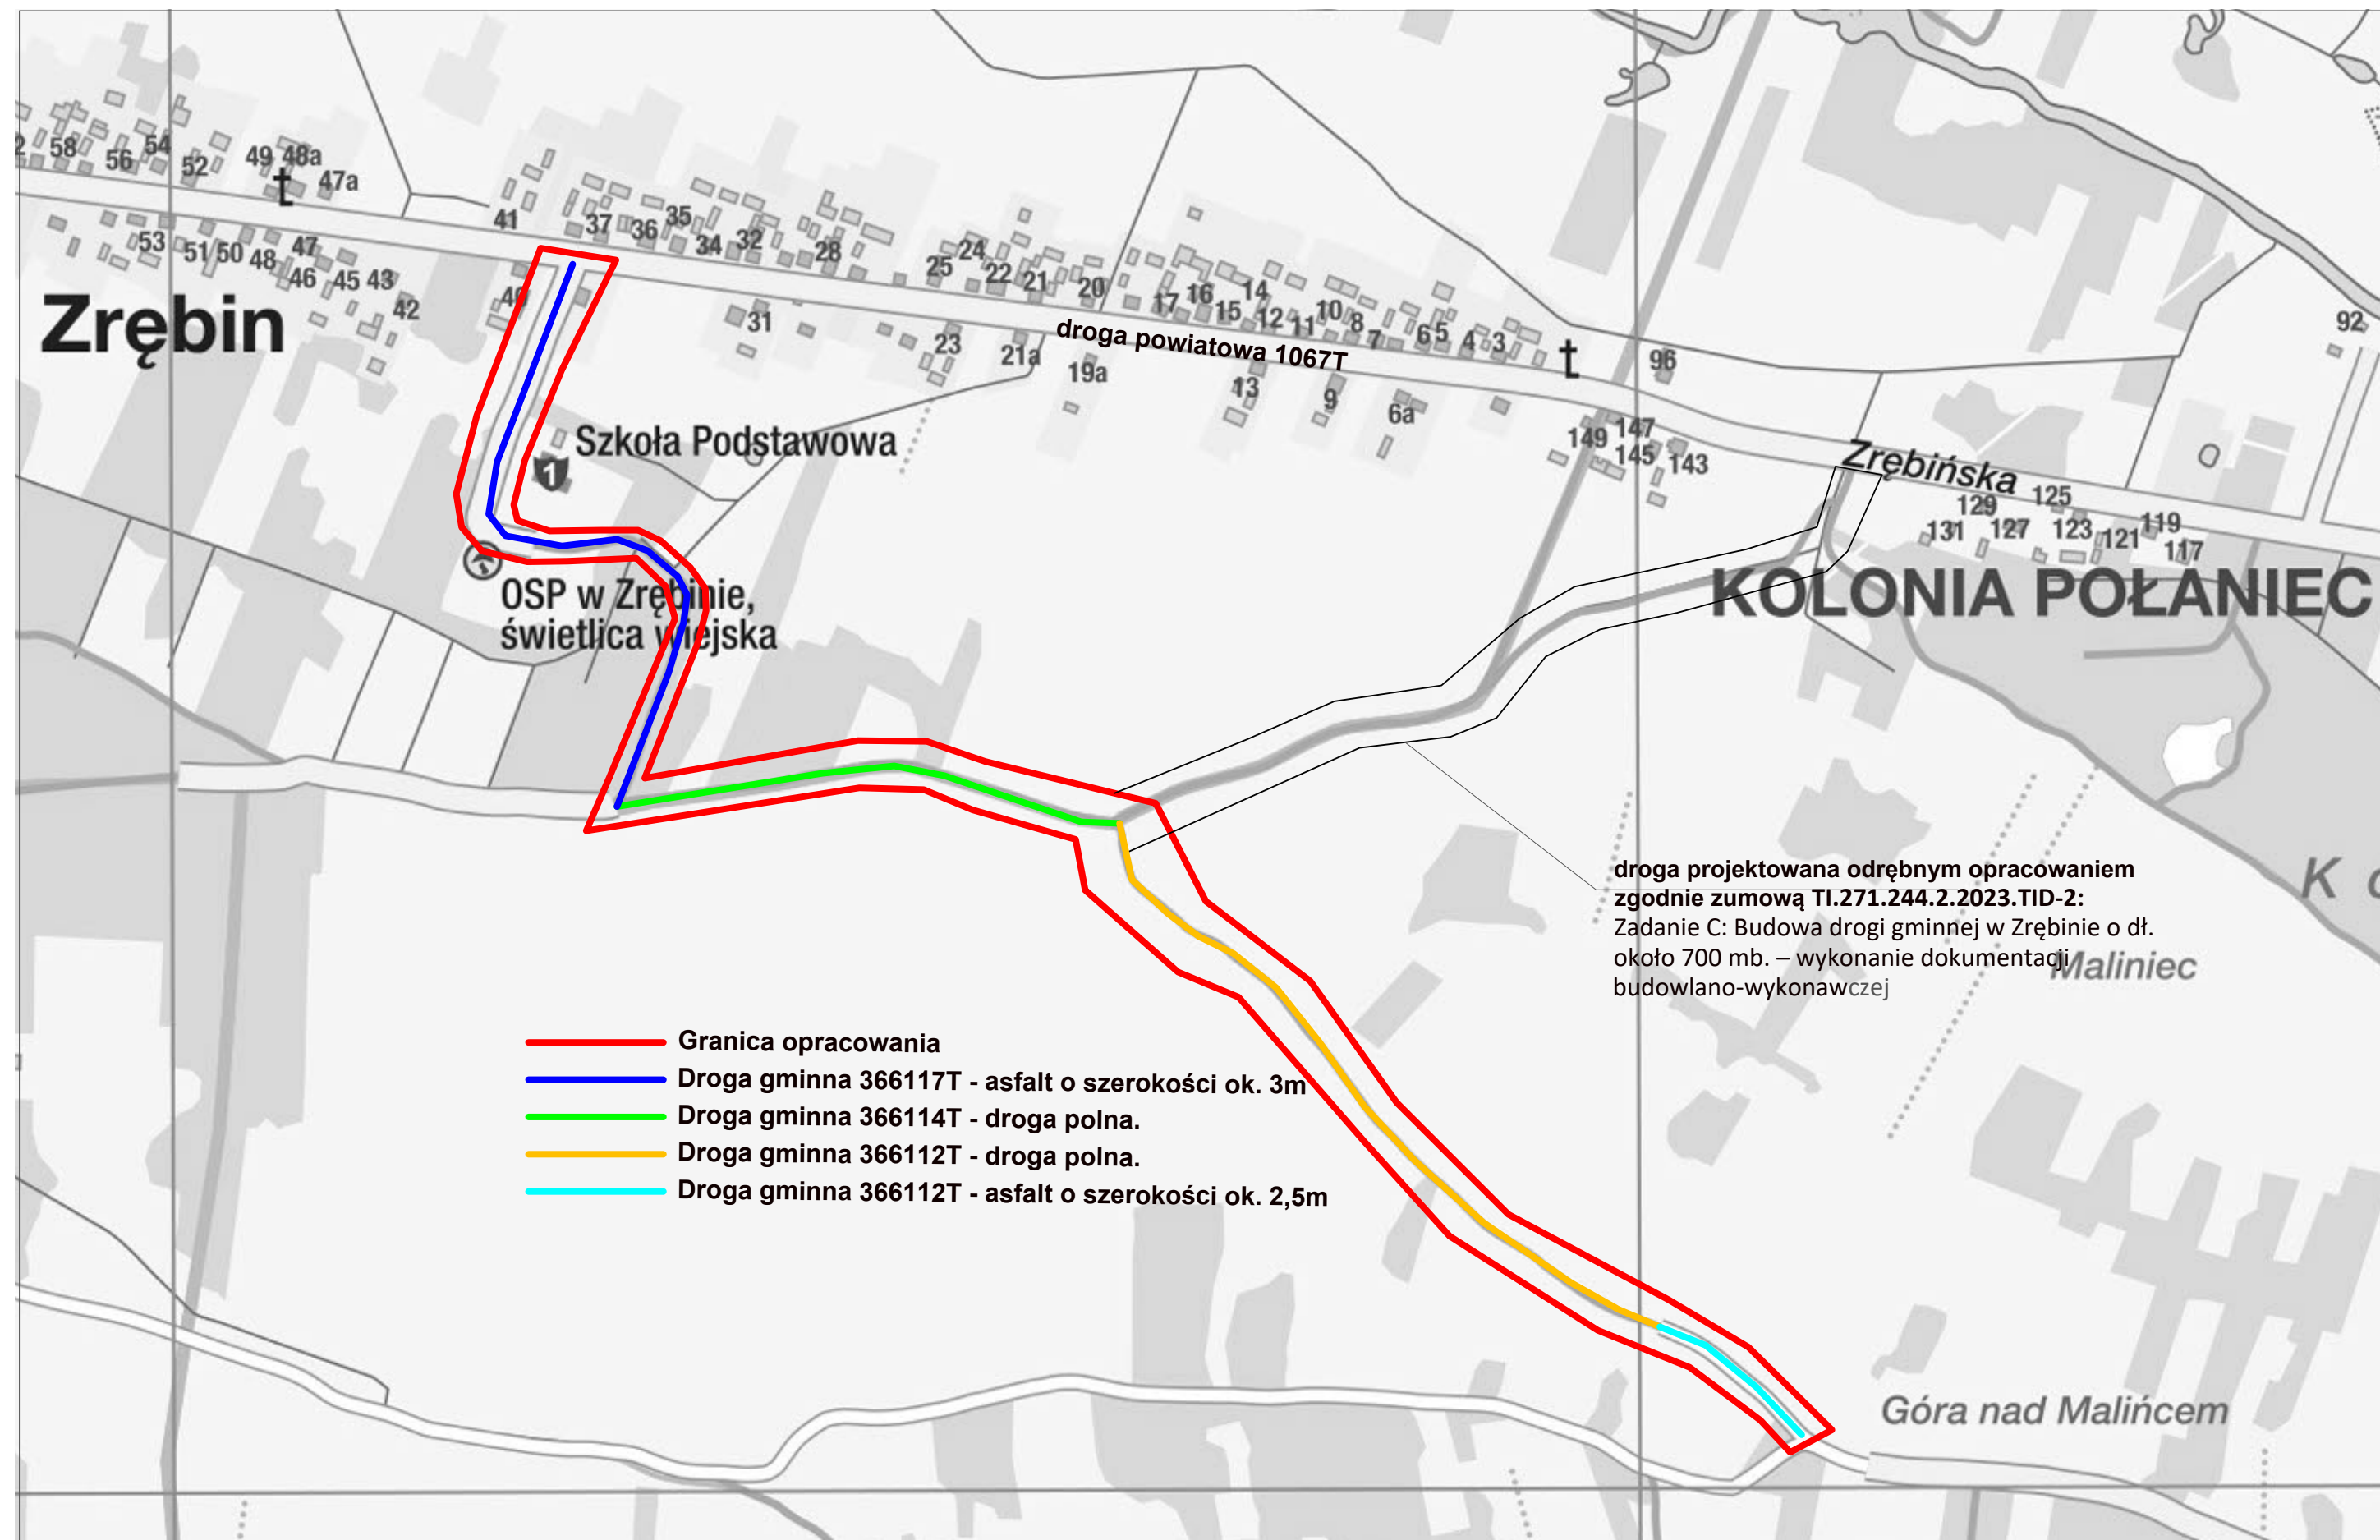 58
56
54
52
49
48a
47a
53
51
50
48
47
46
45
43
42
41
40
37
36
35
34
32
28
31
25
24
22
21
20
23
21a
19a
17
16
15
14
12
11
10
8
7
6
5
4
3
13
9
6a
96
92
149
147
145
143
Zrębin
droga powiatowa 1067T
Szkoła Podstawowa
1
Zrębińska
131
129
127
125
123
121
119
117
OSP w Zrębinie,
świetlica wiejska
KOLONIA POŁANIEC
droga projektowana odrębnym opracowaniem
zgodnie zumową TI.271.244.2.2023.TID-2:
Zadanie C: Budowa drogi gminnej w Zrębinie o dł.
około 700 mb. – wykonanie dokumentacji
budowlano-wykonawczej
K
Maliniec
Granica opracowania
Droga gminna 366117T - asfalt o szerokości ok. 3m
Droga gminna 366114T - droga polna.
Droga gminna 366112T - droga polna.
Droga gminna 366112T - asfalt o szerokości ok. 2,5m
Góra nad Malińcem